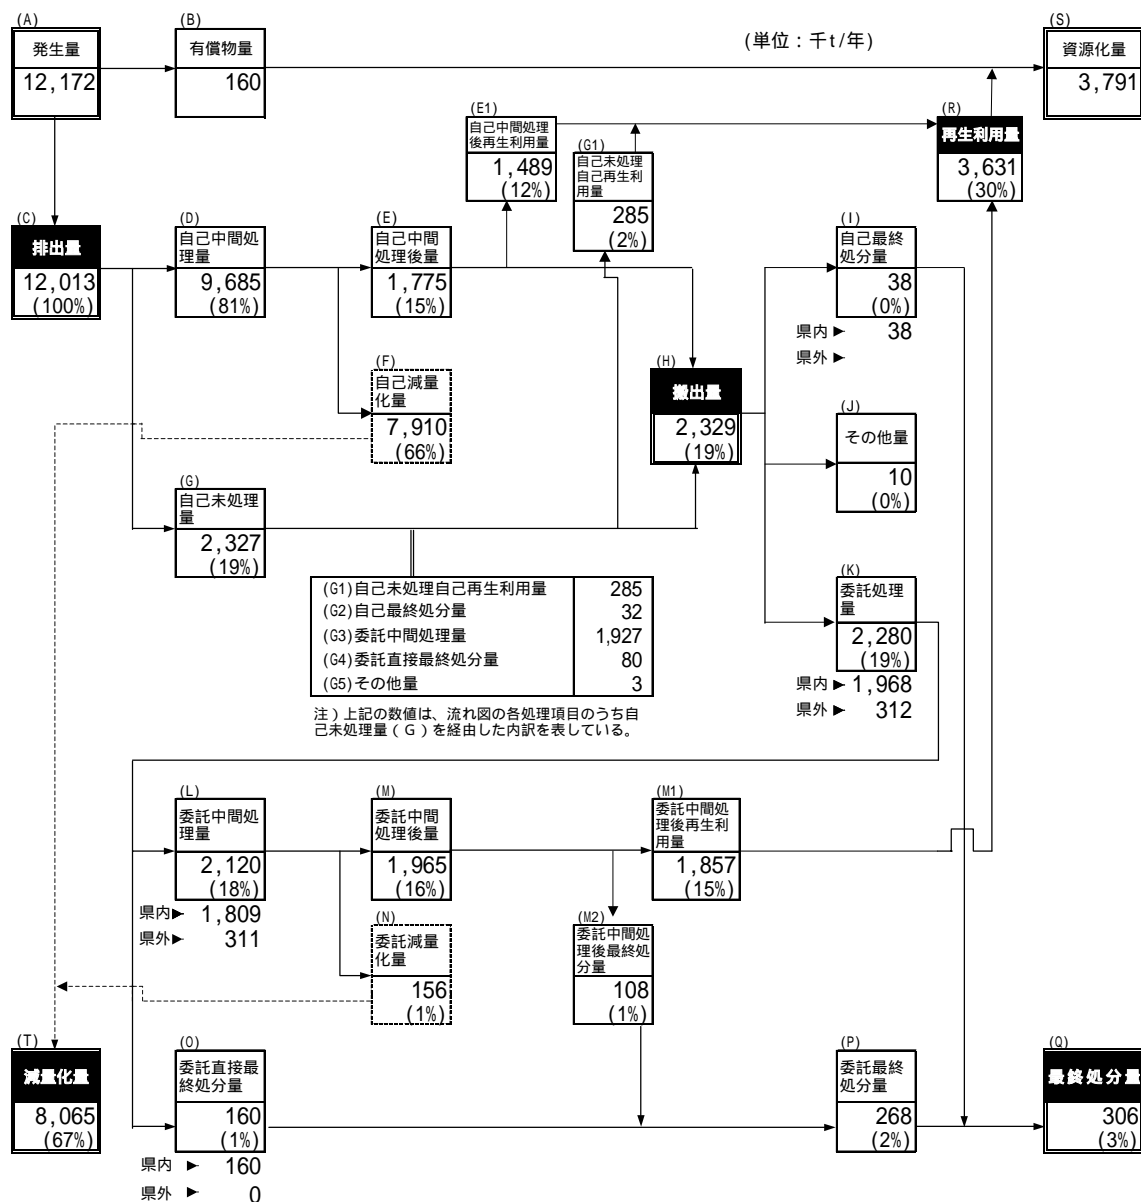 (A)
発生量
12,172
(B)
有償物量
160
(単位：千t/年)
(S)
資源化量
3,791
(E1)
自己中間処理
後再生利用量
1,489
(12%)
(G1)
自己未処理
自己再生利
用量
285
(2%)
(R)
再生利用量
3,631
(30%)
(C)
排出量
12,013
(100%)
(D)
自己中間処
理量
9,685
(81%)
(E)
自己中間
処理後量
1,775
(15%)
(I)
自己最終
処分量
38
(0%)
県内► 38
県外►
(F)
自己減量
化量
7,910
(66%)
(H)
搬出量
2,329
(19%)
(J)
その他量
10
(0%)
(G)
自己未処理
量
2,327
(19%)
(G1)自己未処理自己再生利用量 285
(G2)自己最終処分量 32
(G3)委託中間処理量 1,927
(G4)委託直接最終処分量 80
(G5)その他量 3
注）上記の数値は、流れ図の各処理項目のうち自
己未処理量（Ｇ）を経由した内訳を表している。
(K)
委託処理
量
2,280
(19%)
県内► 1,968
県外► 312
(L)
委託中間処
理量
2,120
(18%)
県内► 1,809
県外► 311
(M)
委託中間
処理後量
1,965
(16%)
(M1)
委託中間処
理後再生利
用量
1,857
(15%)
(N)
委託減量
化量
156
(1%)
(M2)
委託中間処
理後最終処
分量
108
(1%)
(T)
減量化量
8,065
(67%)
(O)
委託直接最
終処分量
160
(1%)
県内► 160
県外► 0
(P)
委託最終
処分量
268
(2%)
(Q)
最終処分量
306
(3%)